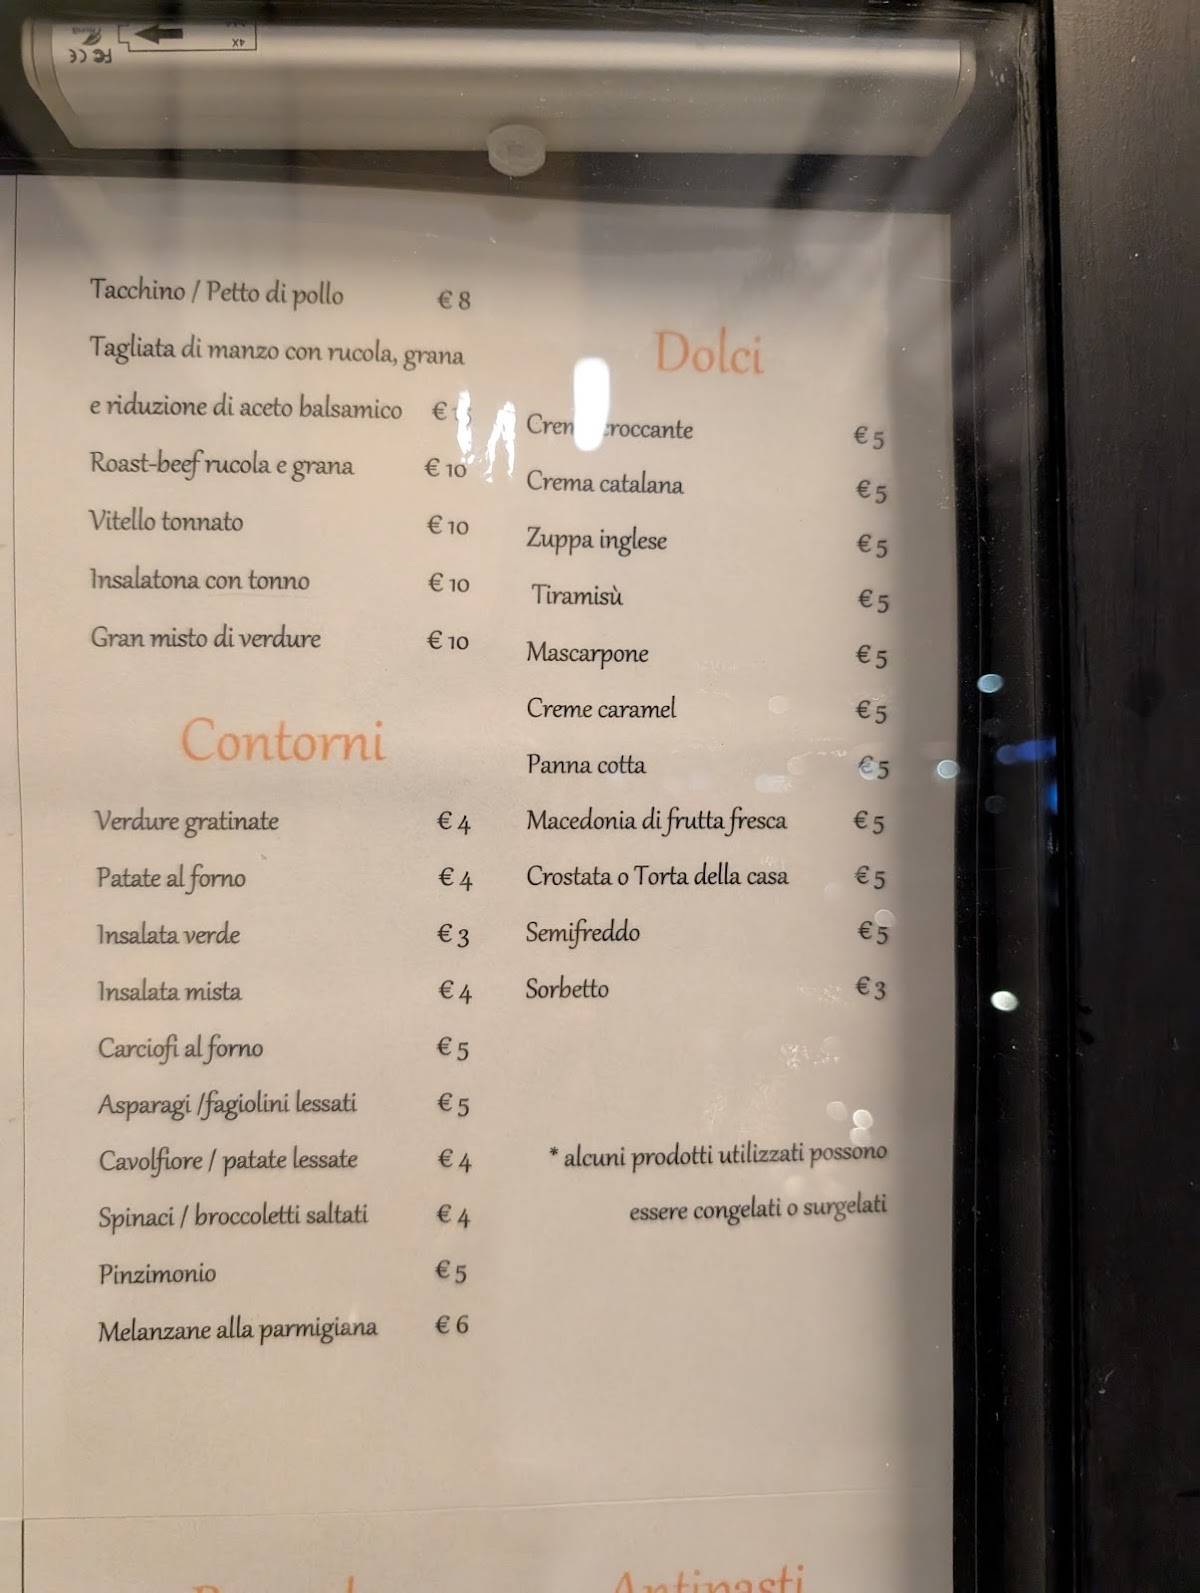 Tacchino / Petto di pollo € 8
Tagliata di manzo con rucola, grana
e riduzione di aceto balsamico €
Roast-beef rucola e grana € 10
Vitello tonnato € 10
Insalatona con tonno € 10
Gran misto di verdure € 10
Contorni
Verdure gratinate € 4
Patate al forno € 4
Insalata verde € 3
Insalata mista € 4
Carciofi al forno € 5
Asparagi /fagiolini lessati € 5
Cavolfiore / patate lessate € 4
Spinaci / broccoletti saltati € 4
Pinzimonio € 5
Melanzane alla parmigiana € 6
Dolci
croccante € 5
Crema catalana € 5
Zuppa inglese € 5
Tiramisù € 5
Mascarpone € 5
Creme caramel € 5
Panna cotta € 5
Macedonia di frutta fresca € 5
Crostata o Torta della casa € 5
Semifreddo € 5
Sorbetto € 3
* alcuni prodotti utilizzati possono
essere congelati o surgelati
Antipasti
FC CE
4X